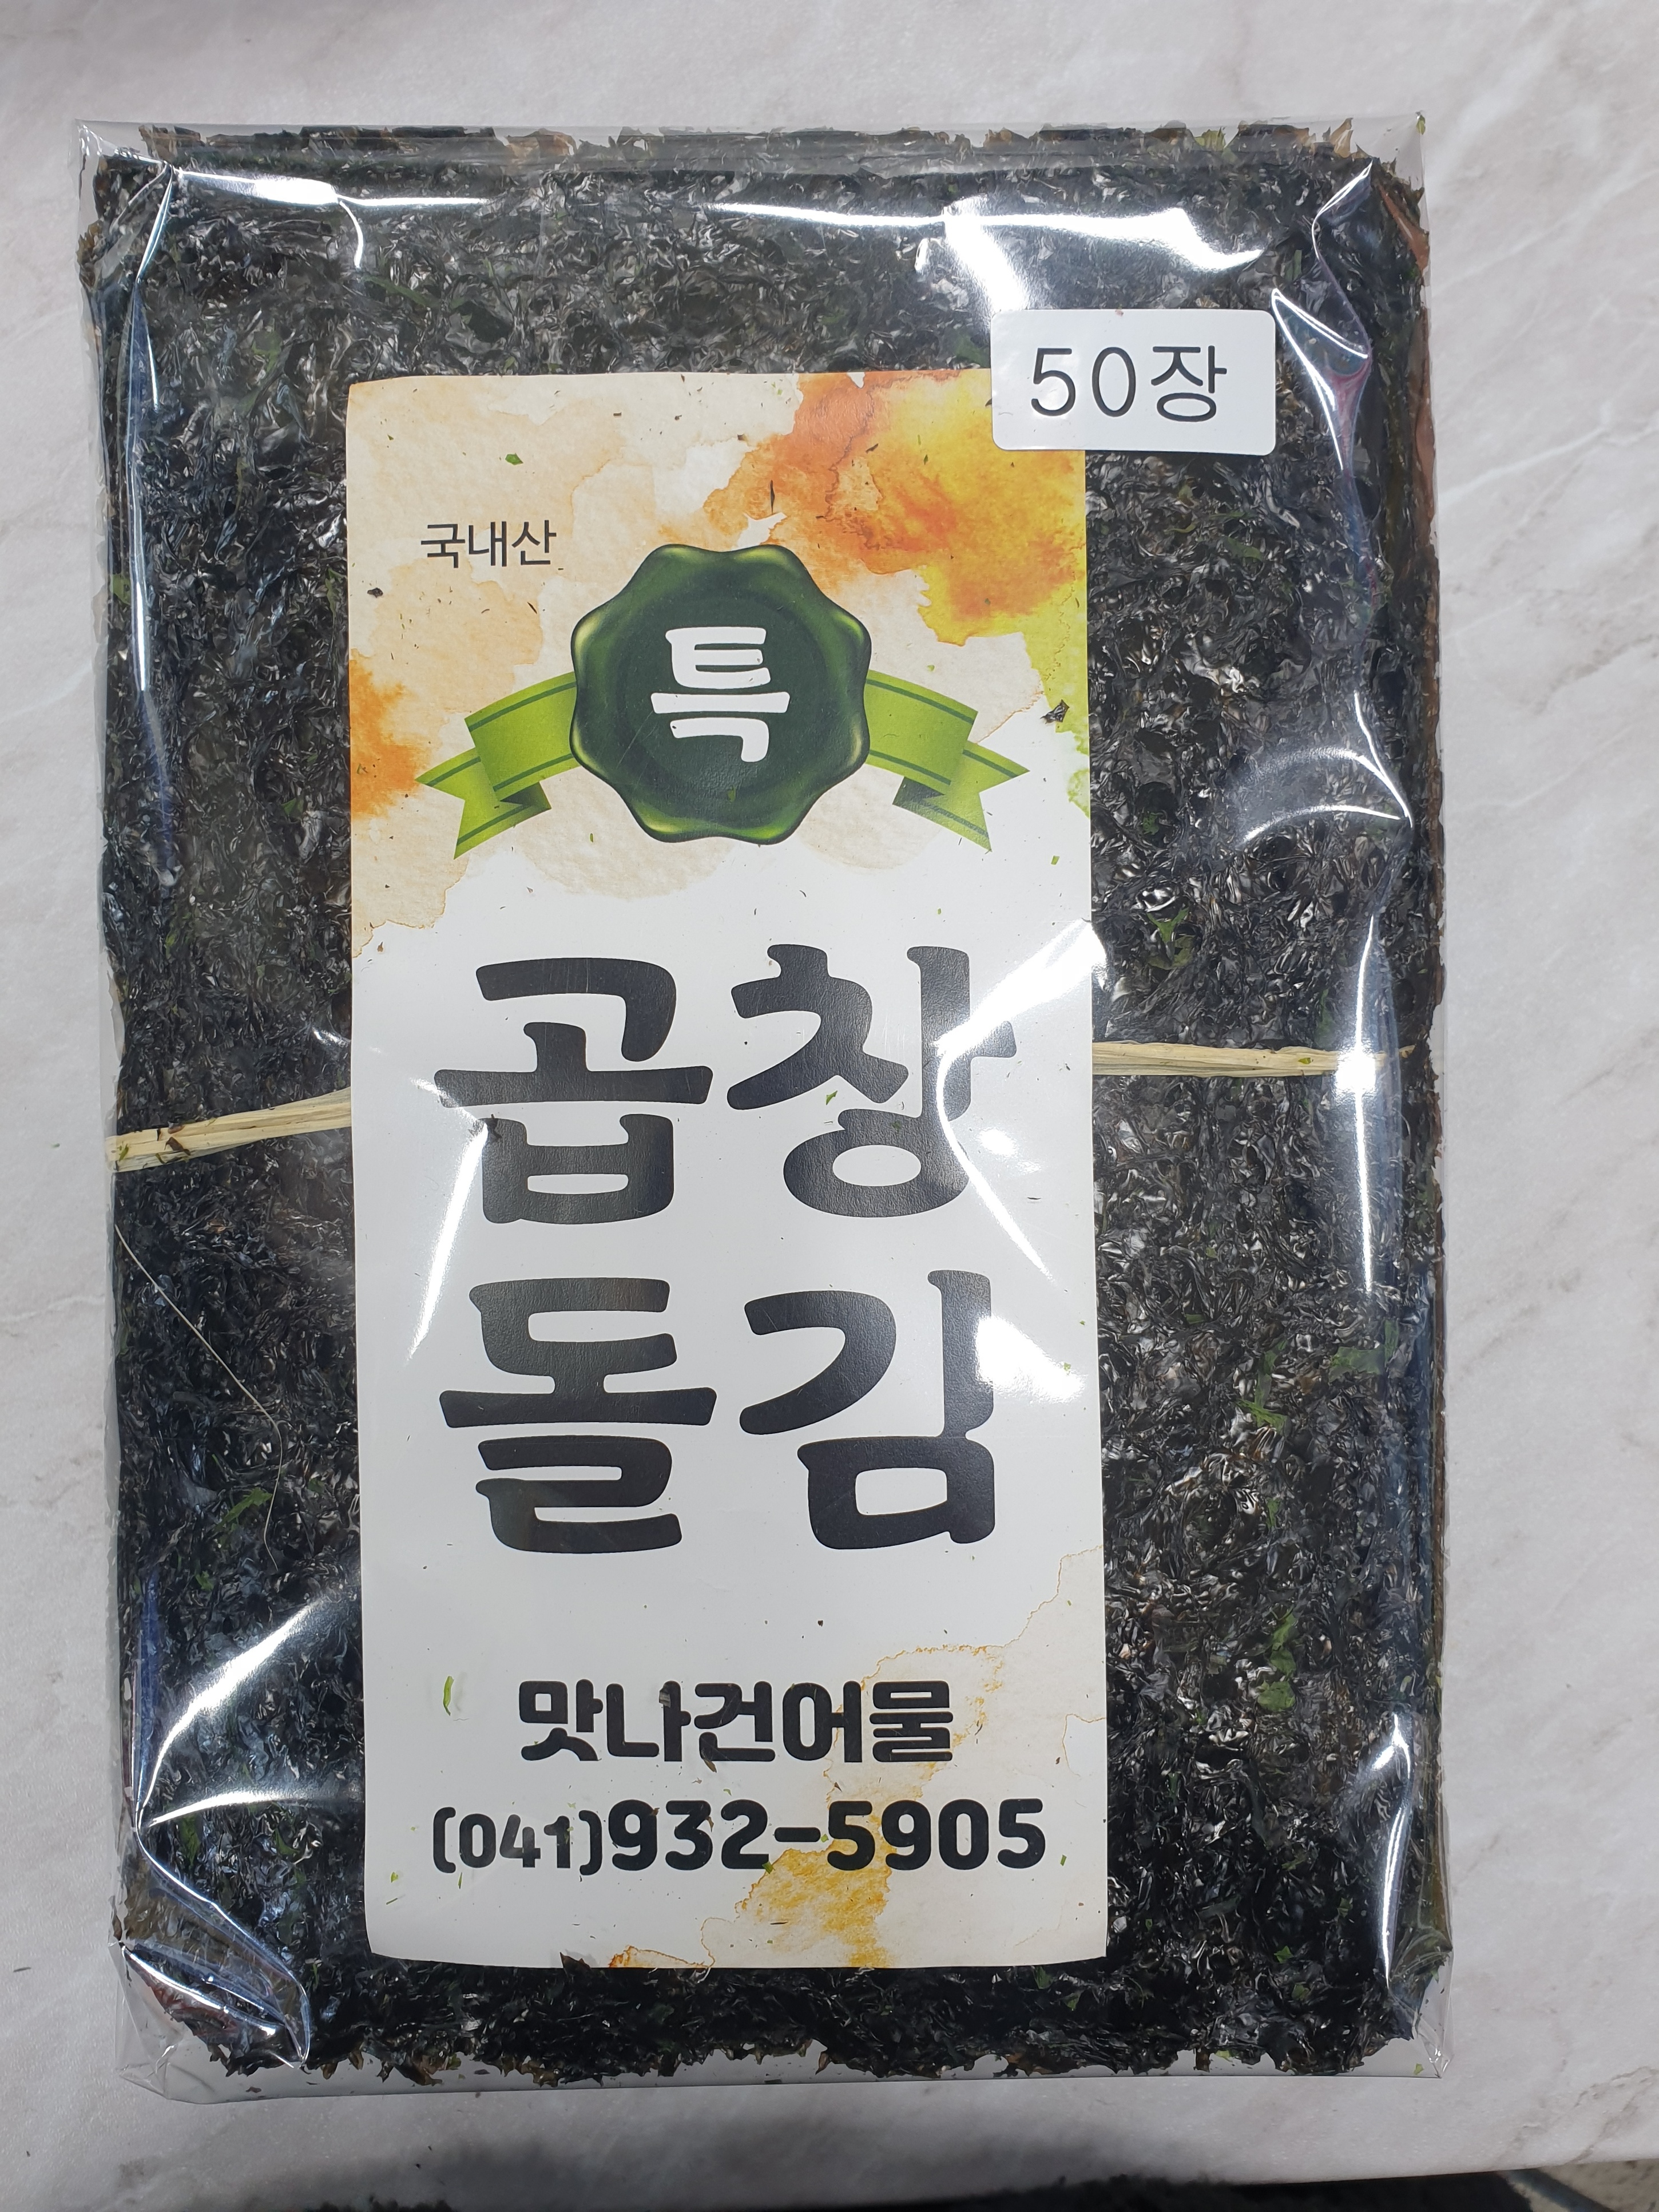 50장
국내산
특
곱창
돌김
맛나건어물
(041)932-5905